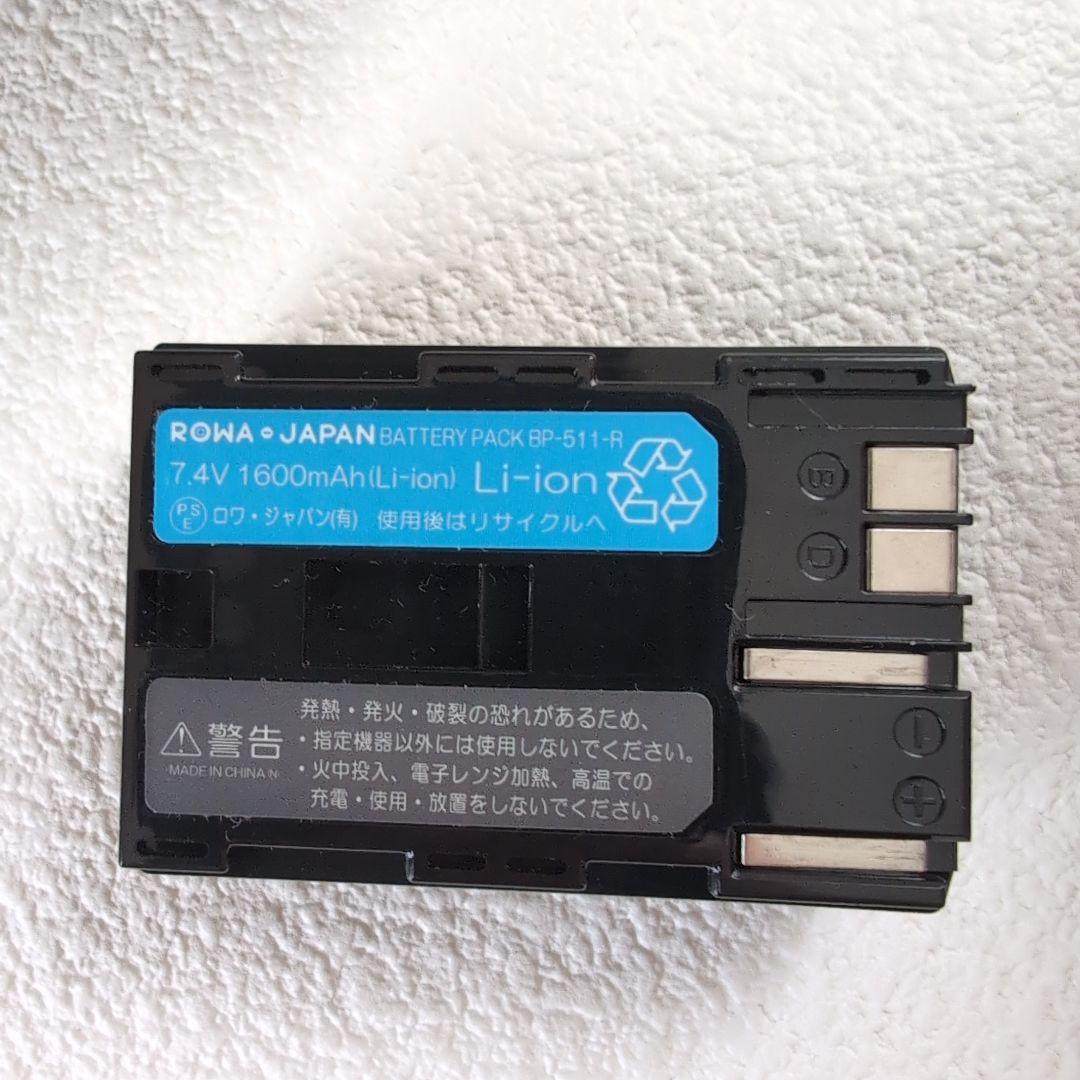 ROWA JAPAN BATTERY PACK BP-511-R
7.4V 1600mAh(Li-ion) Li-ion
PSE ロワ・ジャパン(有) 使用後はリサイクルへ
B
D
警告
MADE IN CHINA N
発熱・発火・破裂の恐れがあるため、
・指定機器以外には使用しないでください。
・火中投入、電子レンジ加熱、高温での
充電・使用・放置をしないでください。
－
+